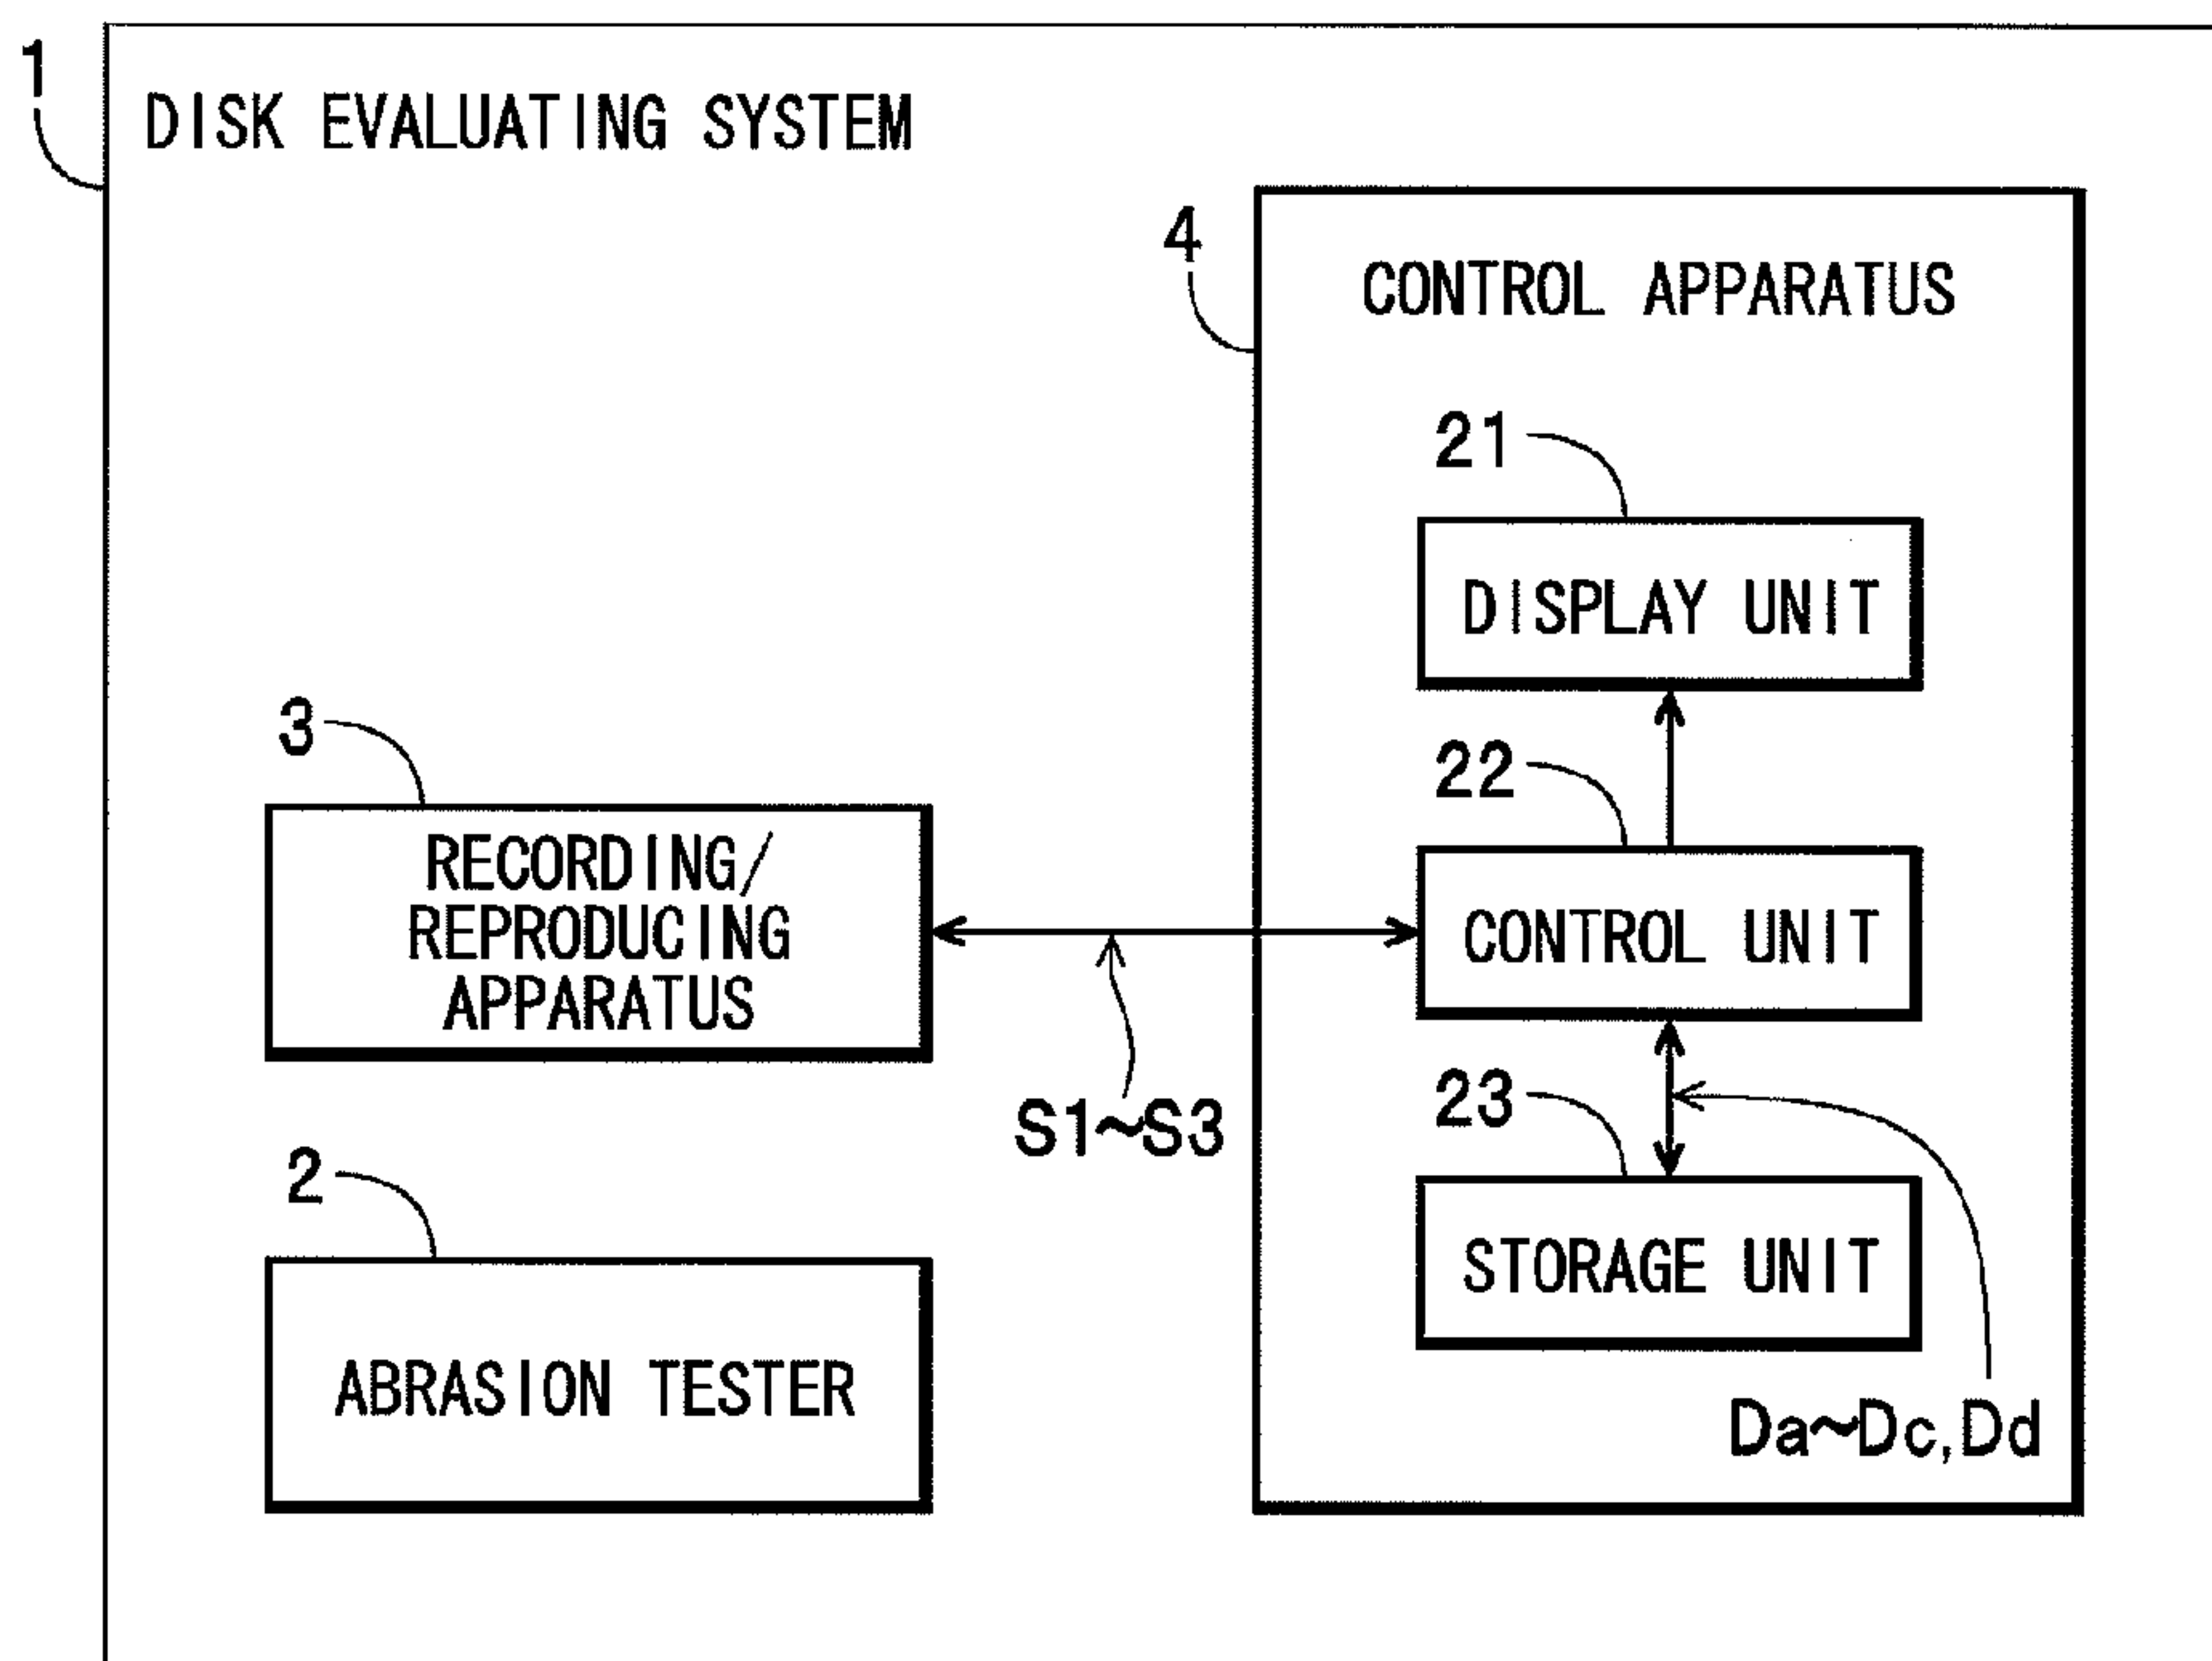 1
DISK EVALUATING SYSTEM
4
CONTROL APPARATUS
21
DISPLAY UNIT
3
22
RECORDING/
REPRODUCING
APPARATUS
CONTROL UNIT
S1~S3
23
2
STORAGE UNIT
ABRASION TESTER
Da~Dc,Dd